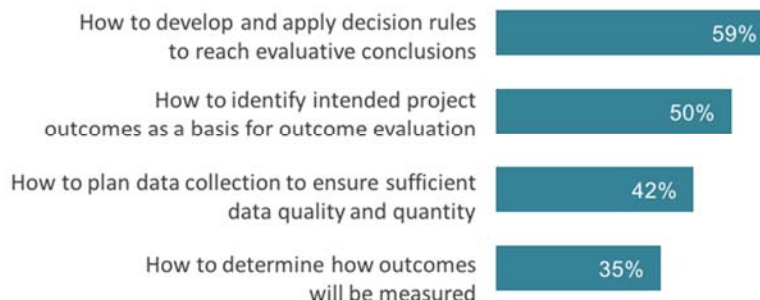 How to develop and apply decision rules
to reach evaluative conclusions
59%
How to identify intended project
outcomes as a basis for outcome evaluation
50%
How to plan data collection to ensure sufficient
data quality and quantity
42%
How to determine how outcomes
will be measured
35%